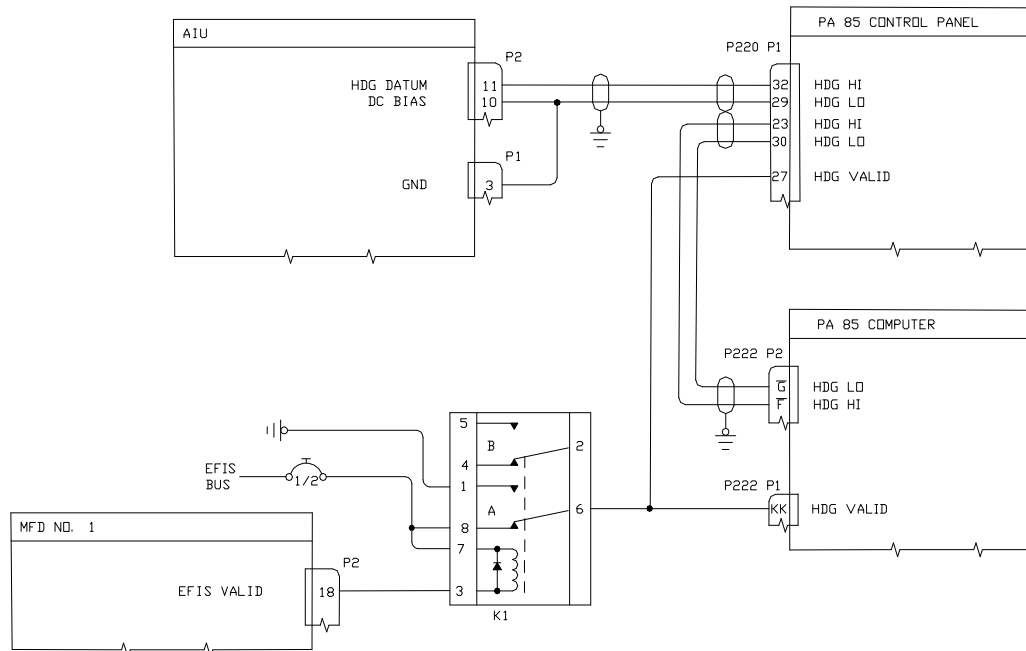 AIU
PA 85 CONTROL PANEL
P2
P220 P1
HDG DATUM 11
DC BIAS 10
32 HDG HI
29 HDG LO
23 HDG HI
30 HDG LO
P1
GND 3
27 HDG VALID
PA 85 COMPUTER
P222 P2
G HDG LO
F HDG HI
5
B 2
4
EFIS
BUS
1/2
1
P222 P1
A 6
KK HDG VALID
8
MFD NO. 1
7
P2
EFIS VALID 18
3
K1